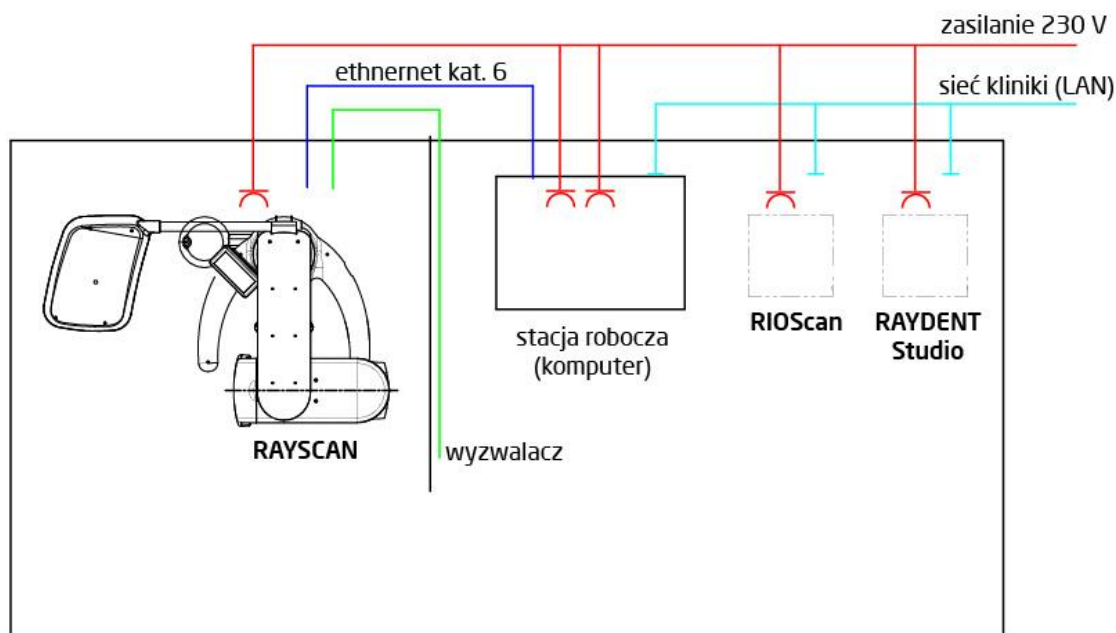 zasilanie 230 V
ethnernet kat. 6
sieć kliniki (LAN)
stacja robocza
(komputer)
RIOScan
RAYDENT
Studio
RAYSCAN
wyzwalacz